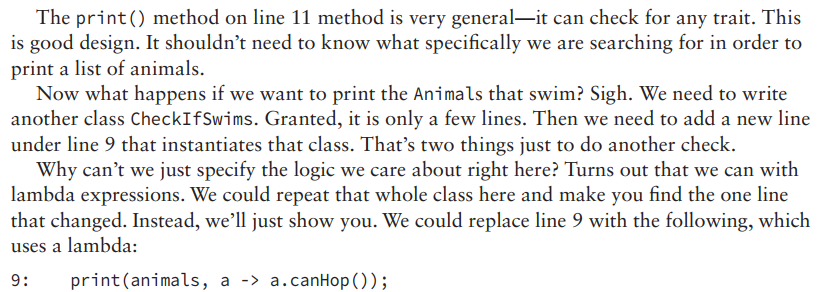 The print() method on line 11 method is very general—it can check for any trait. This
is good design. It shouldn't need to know what specifically we are searching for in order to
print a list of animals.
Now what happens if we want to print the Animals that swim? Sigh. We need to write
another class CheckIfSwims. Granted, it is only a few lines. Then we need to add a new line
under line 9 that instantiates that class. That's two things just to do another check.
Why can't we just specify the logic we care about right here? Turns out that we can with
lambda expressions. We could repeat that whole class here and make you find the one line
that changed. Instead, we'll just show you. We could replace line 9 with the following, which
uses a lambda:
9:    print(animals, a -> a.canHop());